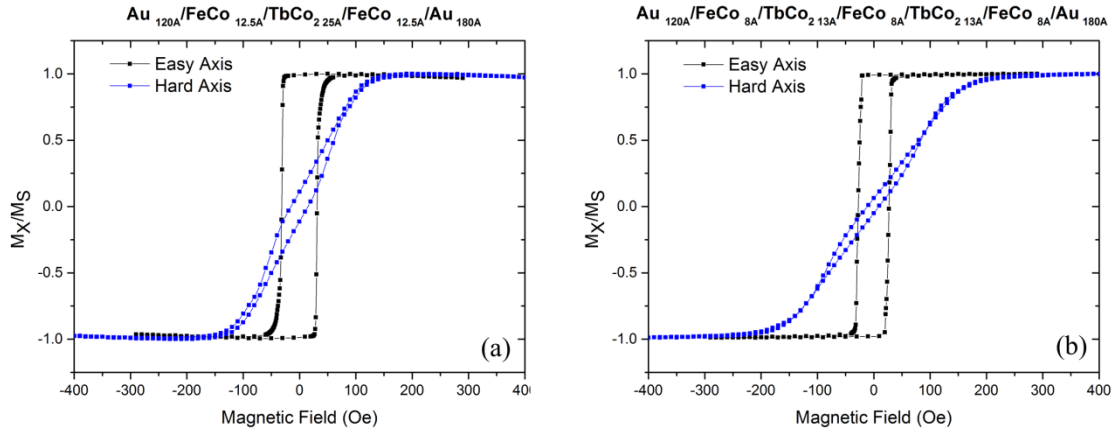 Au 120A/FeCo 12.5A/TbCo2 25A/FeCo 12.5A/Au 180A
Easy Axis
Hard Axis
1.0
0.5
0.0
-0.5
-1.0
MX/MS
-400 -300 -200 -100 0 100 200 300 400
Magnetic Field (Oe)
(a)
Au 120A/FeCo 8A/TbCo2 13A/FeCo 8A/TbCo2 13A/FeCo 8A/Au 180A
Easy Axis
Hard Axis
1.0
0.5
0.0
-0.5
-1.0
MX/MS
-400 -300 -200 -100 0 100 200 300 400
Magnetic Field (Oe)
(b)